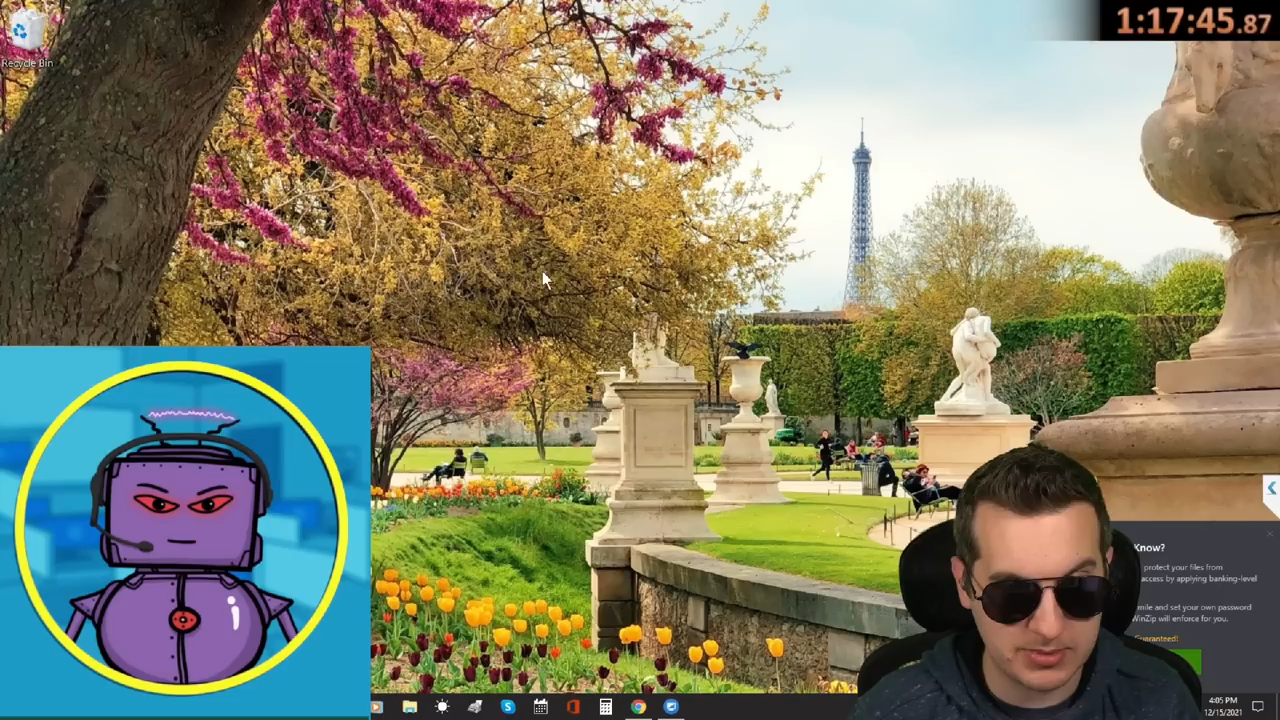 1:17:45.87
Recycle Bin
Know?
protect your files from
access by applying banking-level
and set your own password
WinZip will enforce for you.
Guaranteed!
4:05 PM
12/15/2021